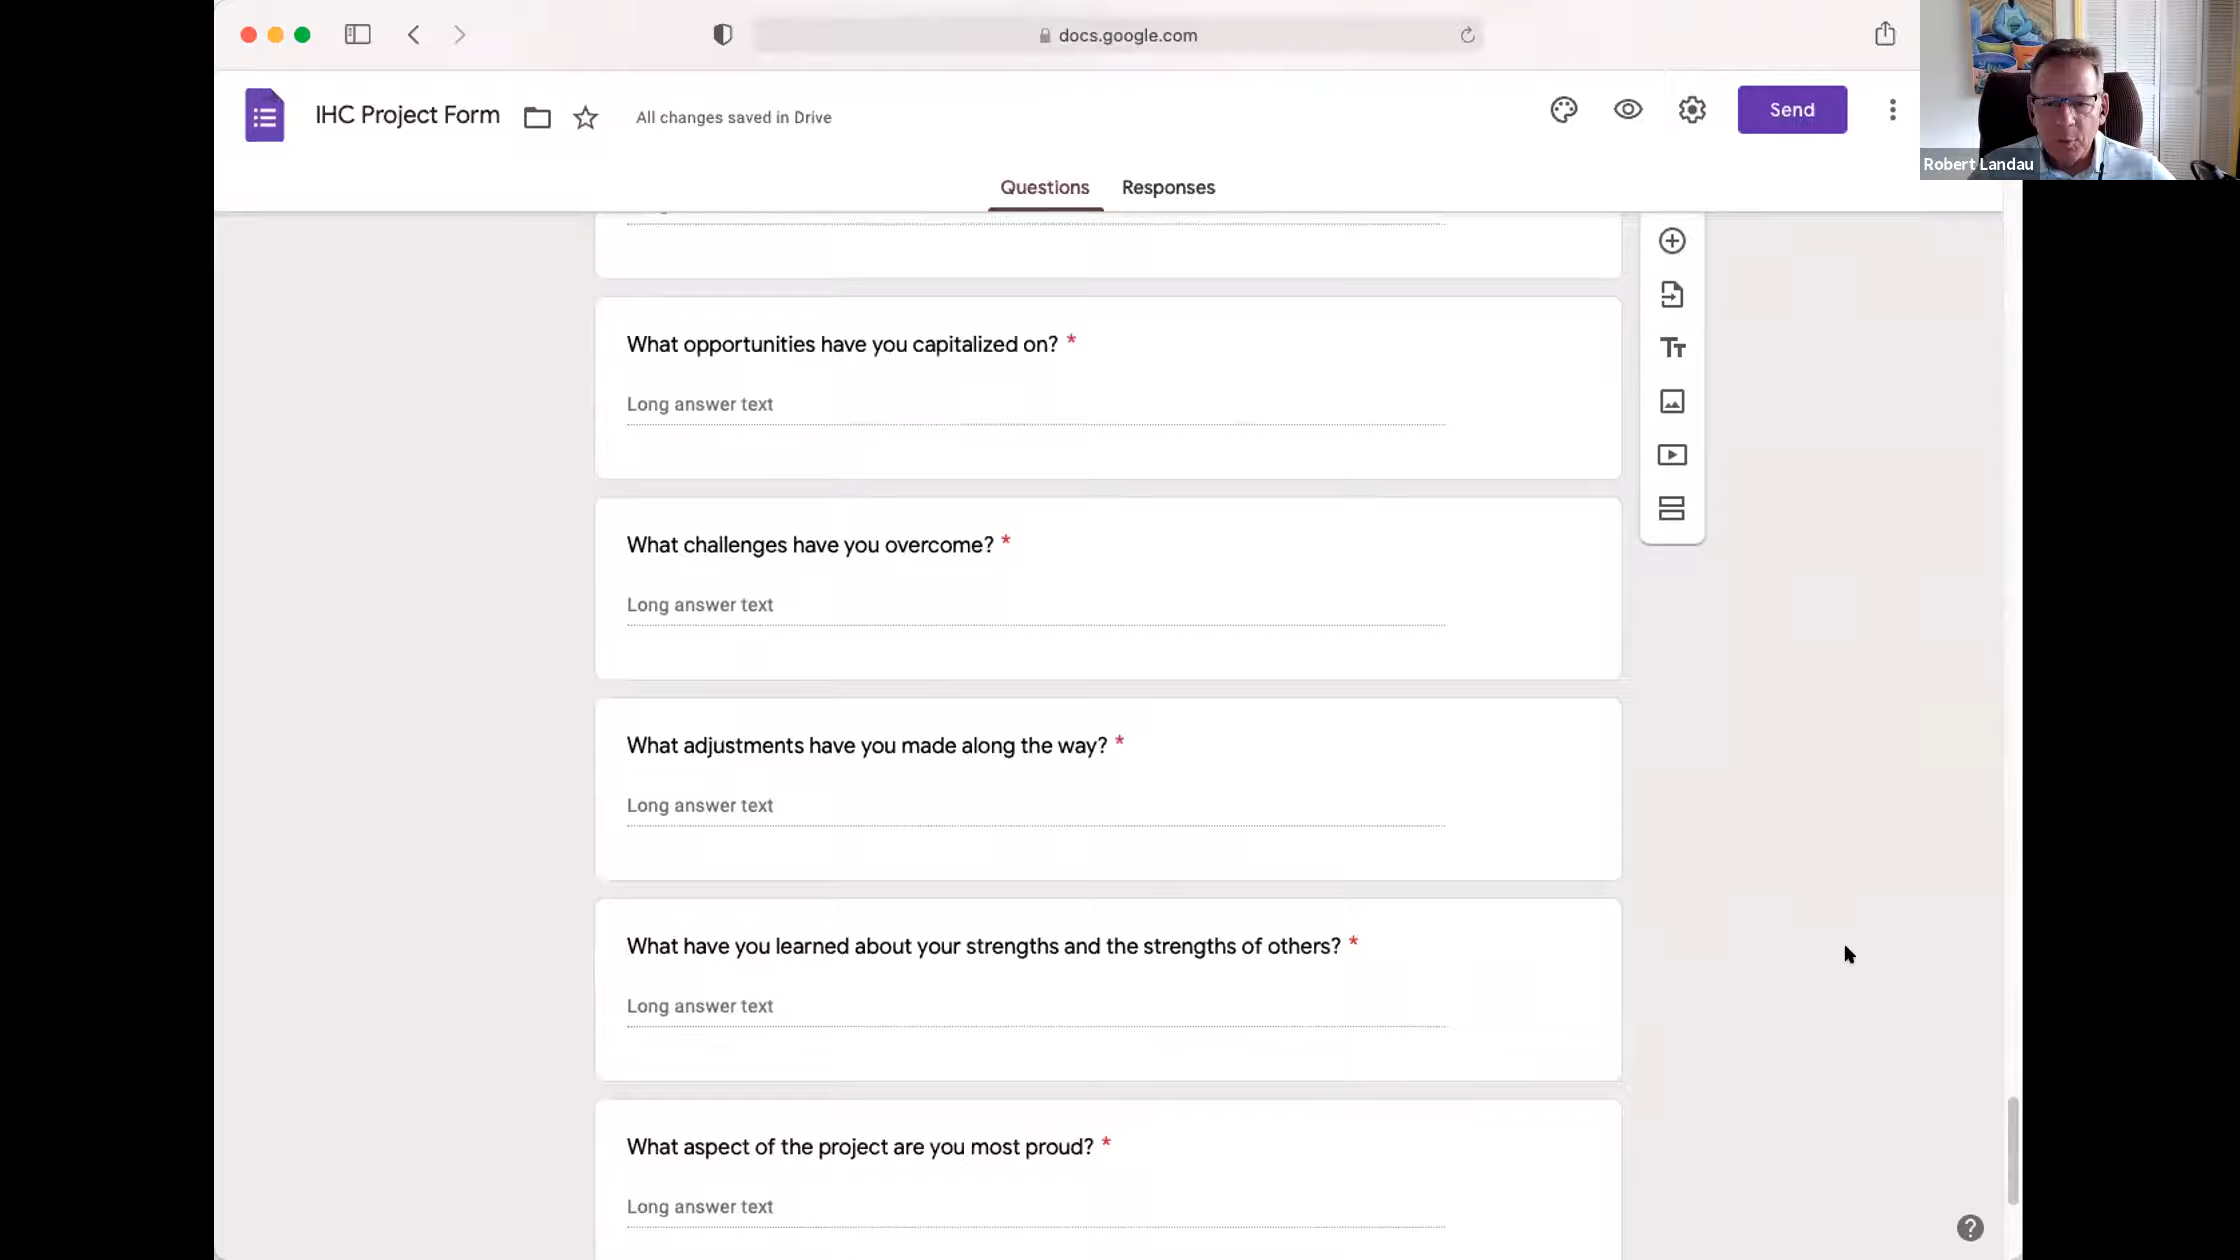 docs.google.com
IHC Project Form
All changes saved in Drive
Send
Robert Landau
Questions
Responses
What opportunities have you capitalized on? *
Long answer text
What challenges have you overcome? *
Long answer text
What adjustments have you made along the way? *
Long answer text
What have you learned about your strengths and the strengths of others? *
Long answer text
What aspect of the project are you most proud? *
Long answer text